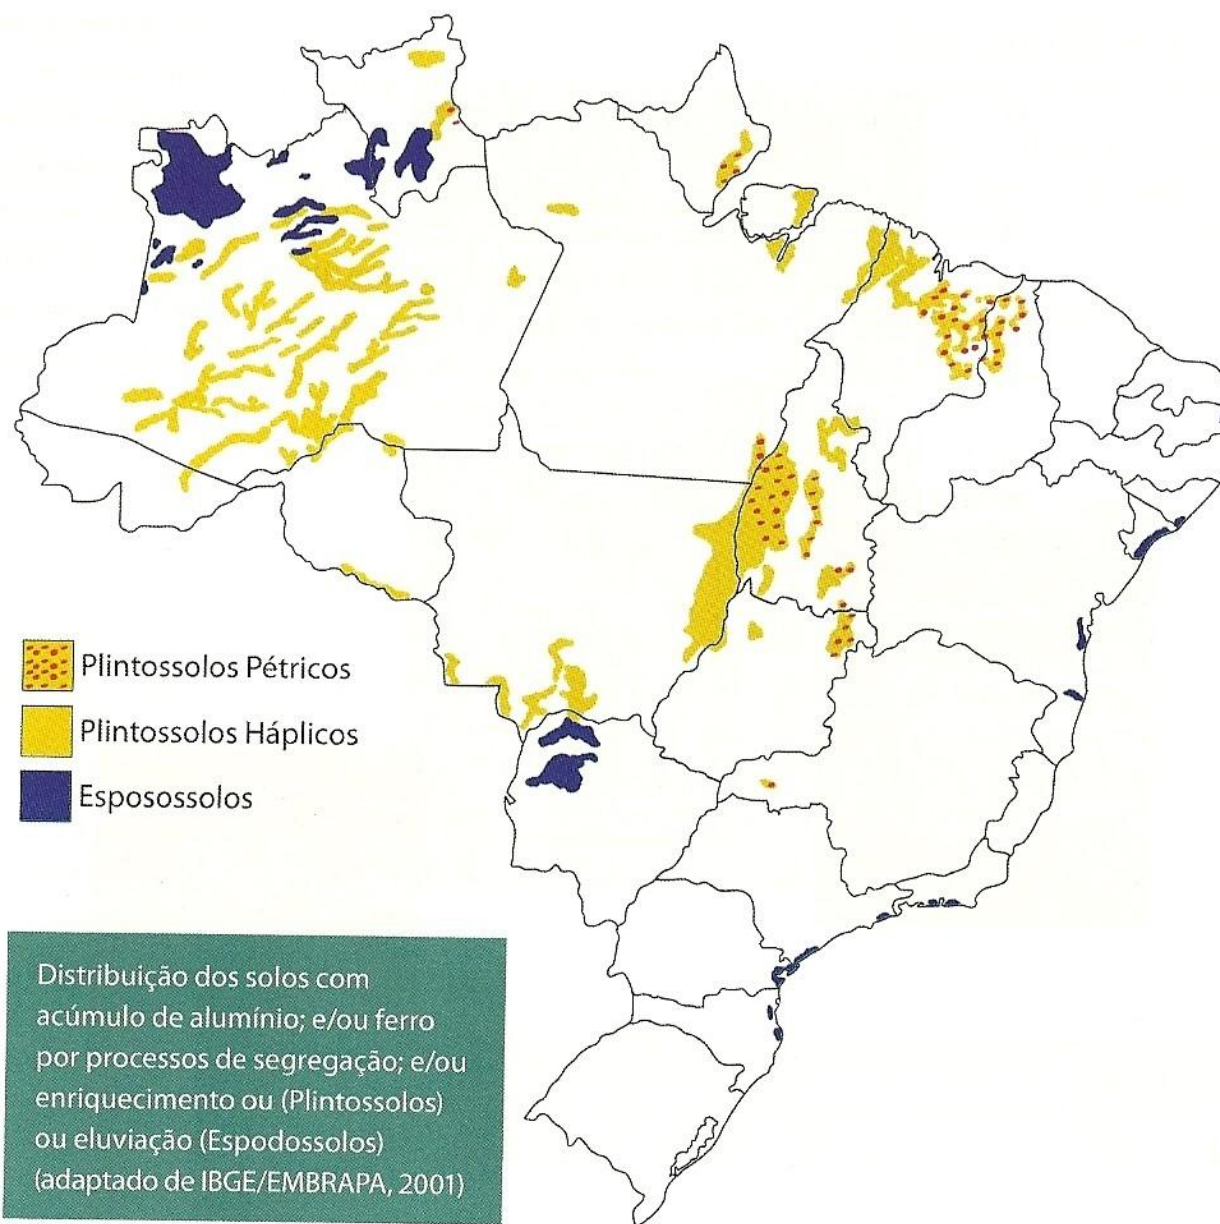 Plintossolos Pétricos
Plintossolos Háplicos
Esposossolos
Distribuição dos solos com
acúmulo de alumínio; e/ou ferro
por processos de segregação; e/ou
enriquecimento ou (Plintossolos)
ou eluviação (Espodossolos)
(adaptado de IBGE/EMBRAPA, 2001)